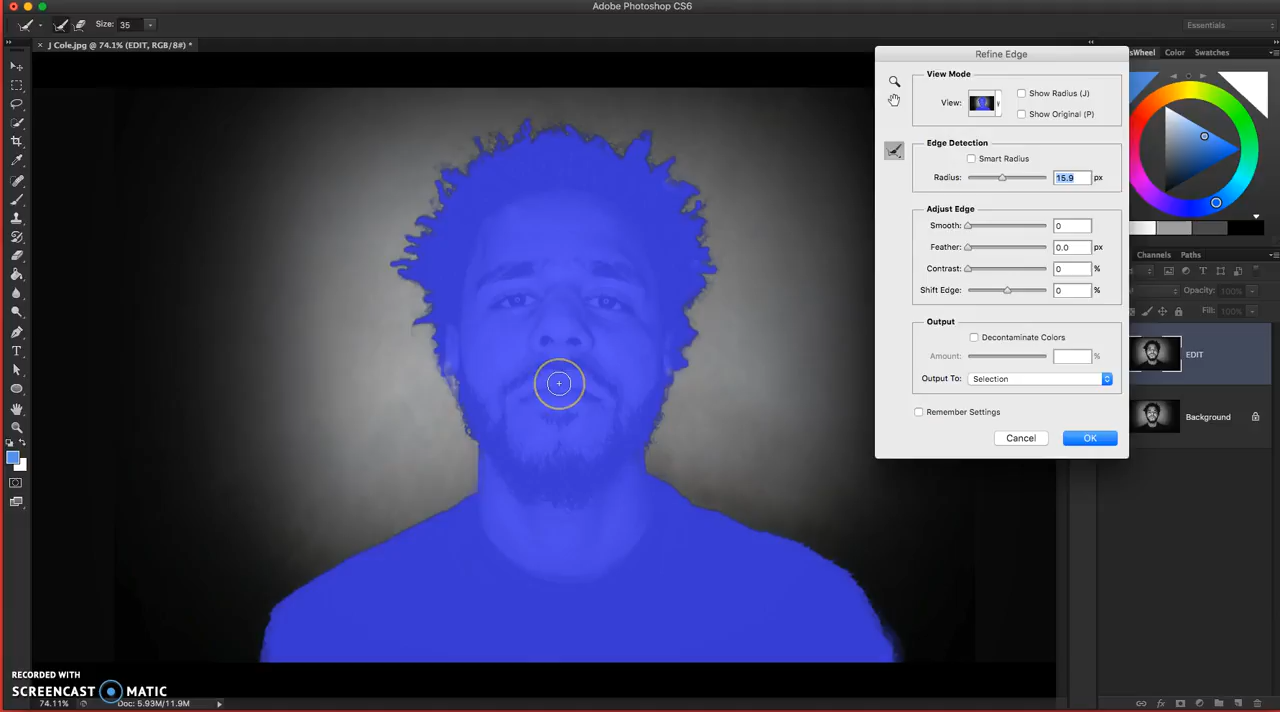 Adobe Photoshop CS6
Size: 35
Essentials
× J Cole.jpg @ 74.1% (EDIT, RGB/8#) *
Refine Edge
sWheel Color Swatches
View Mode
View:
Show Radius (J)
Show Original (P)
Edge Detection
Smart Radius
Radius: 15.9 px
Adjust Edge
Smooth: 0
Feather: 0.0 px
Contrast: 0 %
Shift Edge: 0 %
Output
Decontaminate Colors
Amount: %
Output To: Selection
Remember Settings
Cancel OK
Channels Paths
Opacity: 100%
Fill: 100%
EDIT
Background
RECORDED WITH
SCREENCAST MATIC
74.11% Doc: 5.93M/11.9M